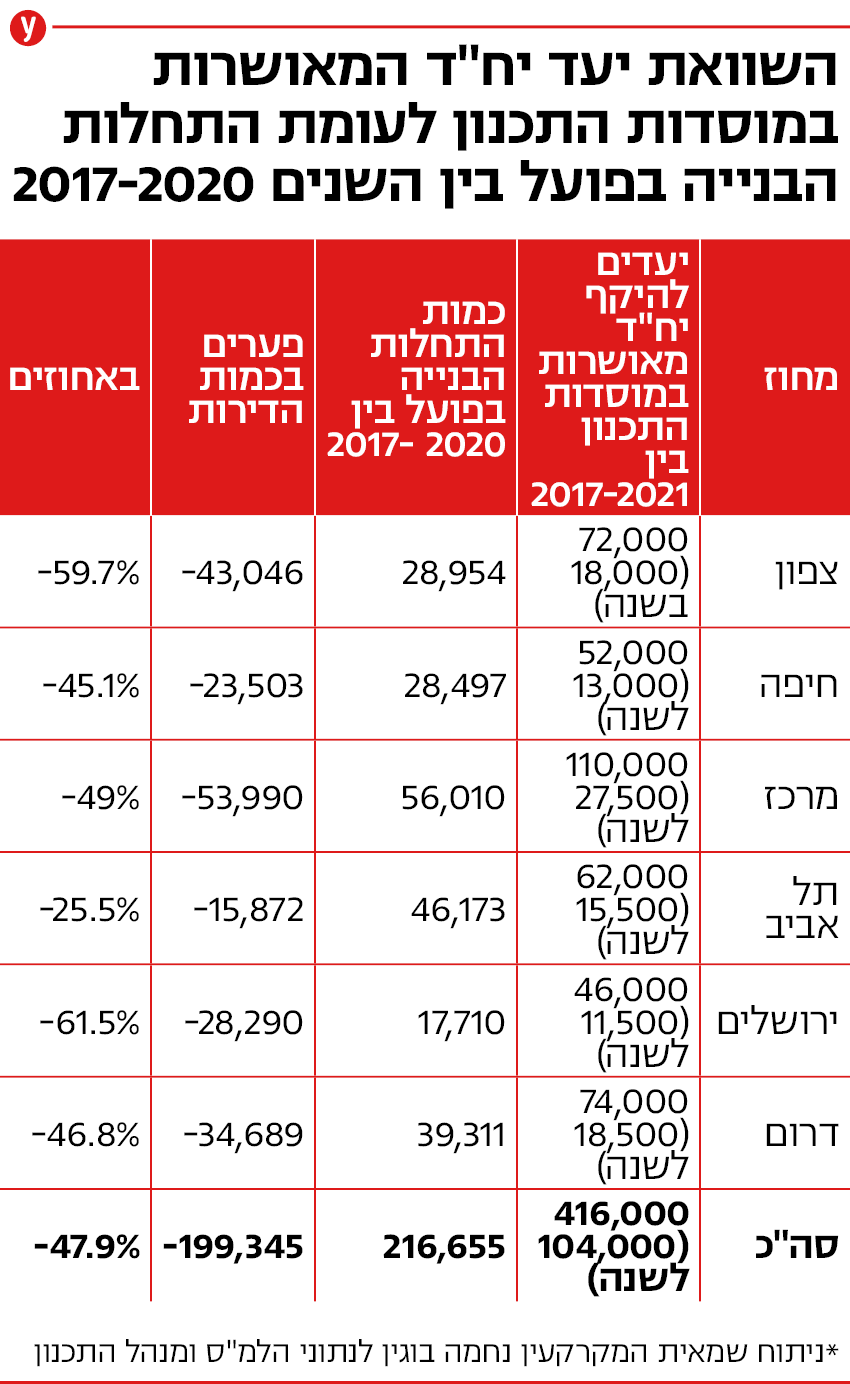 y
השוואת יעד יח"ד המאושרות
במוסדות התכנון לעומת התחלות
הבנייה בפועל בין השנים 2017-2020
מחוז
יעדים
להיקף
יח"ד
מאושרות
במוסדות
התכנון
בין
2017-2021
כמות
התחלות
הבנייה
בפועל בין
2017- 2020
פערים
בכמות
הדירות
באחוזים
צפון
72,000
(18,000
בשנה)
28,954
-43,046
-59.7%
חיפה
52,000
(13,000
לשנה)
28,497
-23,503
-45.1%
מרכז
110,000
(27,500
לשנה)
56,010
-53,990
-49%
תל
אביב
62,000
(15,500
לשנה)
46,173
-15,872
-25.5%
ירושלים
46,000
(11,500
לשנה)
17,710
-28,290
-61.5%
דרום
74,000
(18,500
לשנה)
39,311
-34,689
-46.8%
סה"כ
416,000
(104,000
לשנה)
216,655
-199,345
-47.9%
*ניתוח שמאית המקרקעין נחמה בוגין לנתוני הלמ"ס ומנהל התכנון